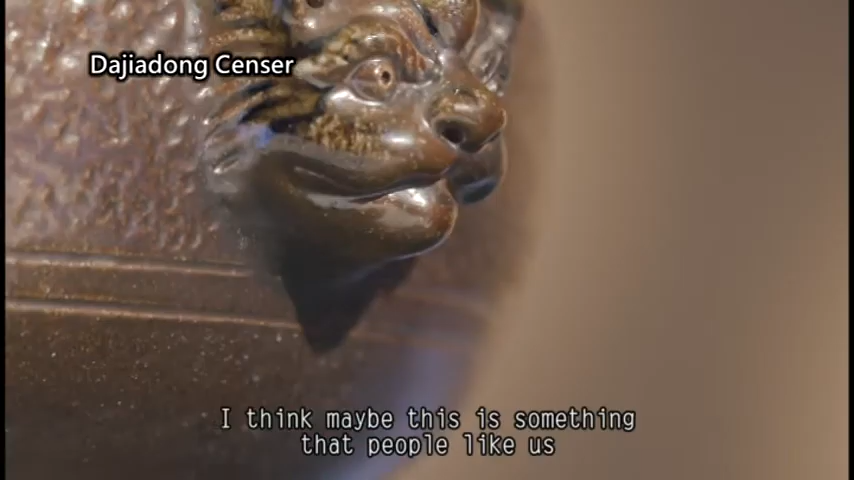 Dajiadong Censer
I think maybe this is something
that people like us